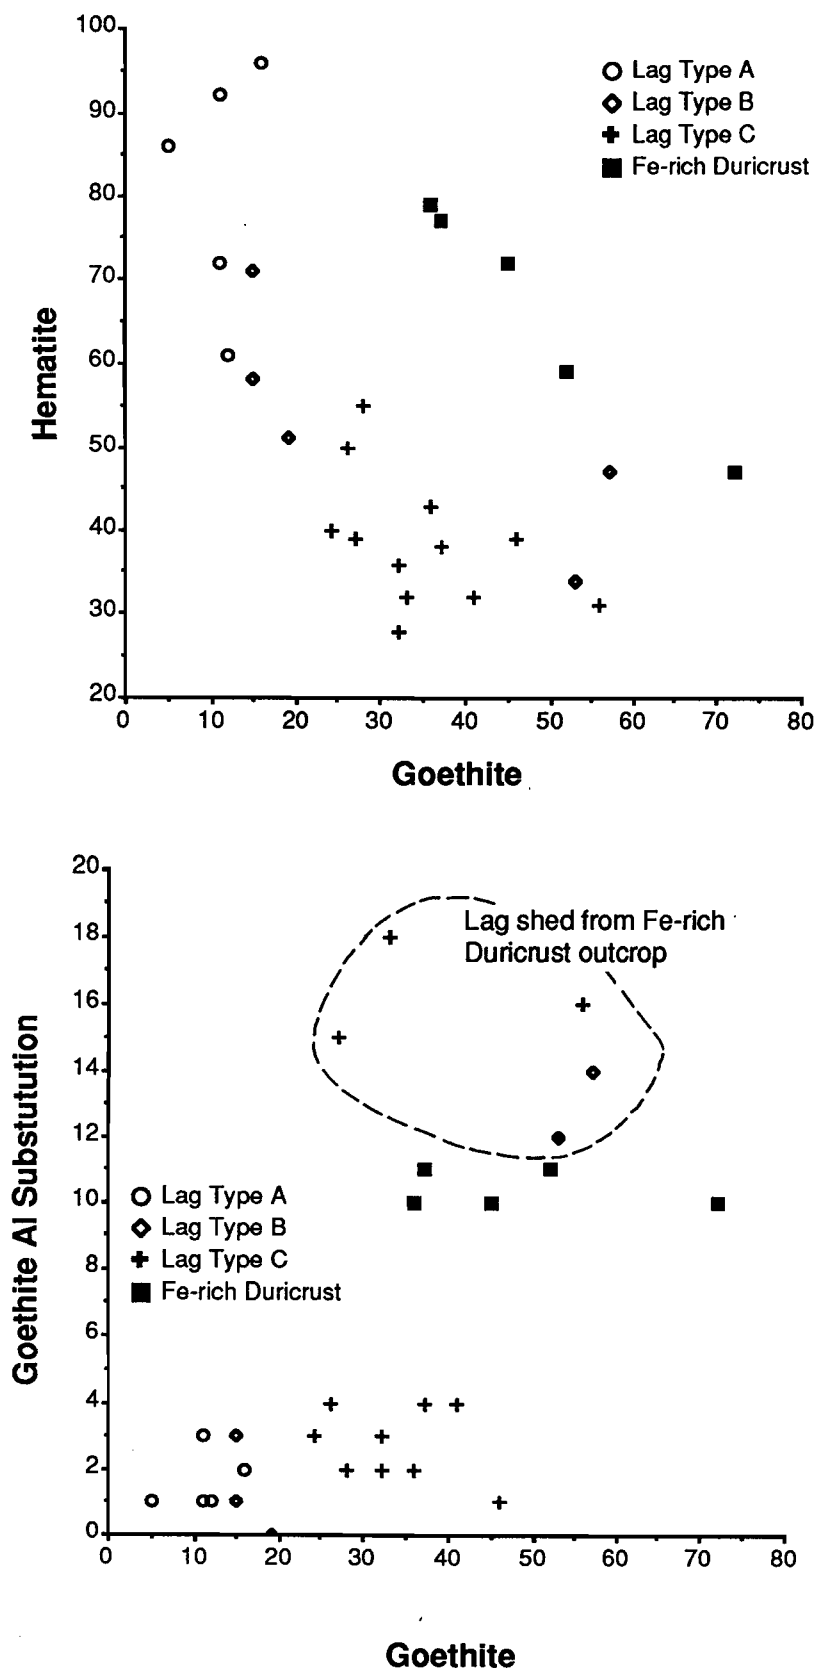 100
90
80
70
60
50
40
30
20
Hematite
Lag Type A
Lag Type B
Lag Type C
Fe-rich Duricrust
0 10 20 30 40 50 60 70 80
Goethite
20
18
16
14
12
10
8
6
4
2
0
Goethite Al Substutution
Lag shed from Fe-rich
Duricrust outcrop
Lag Type A
Lag Type B
Lag Type C
Fe-rich Duricrust
0 10 20 30 40 50 60 70 80
Goethite